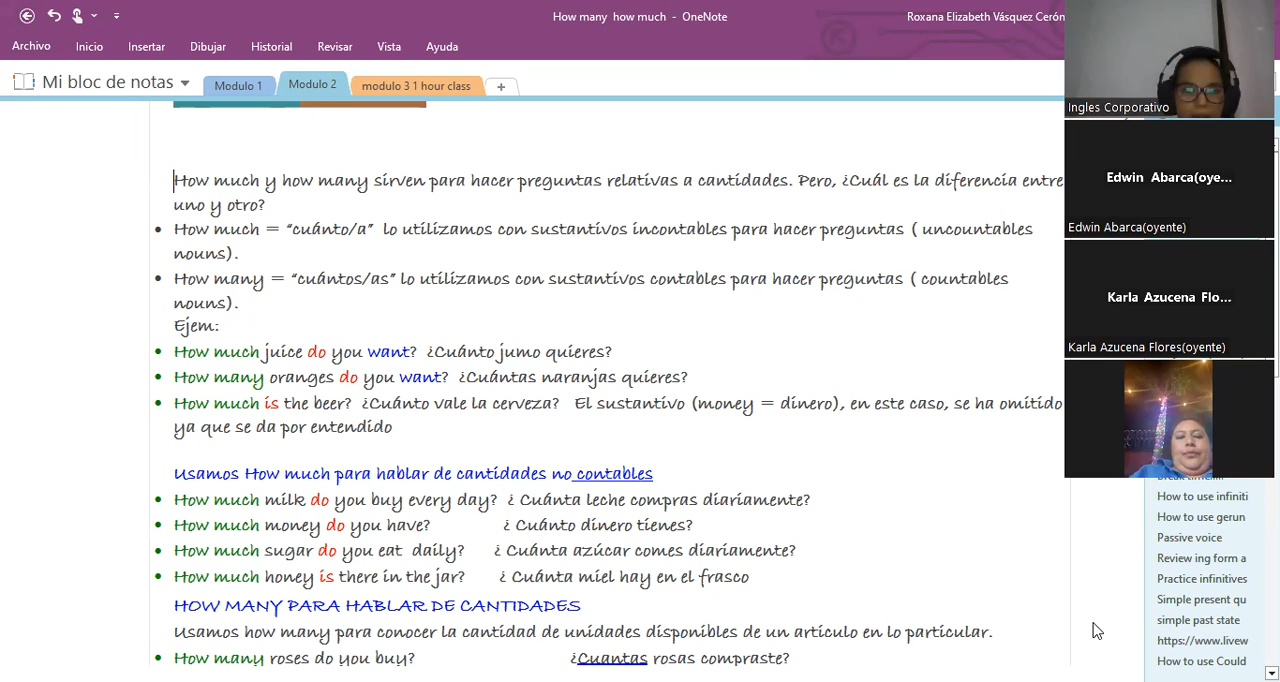 How many  how much  -  OneNote
Roxana Elizabeth Vásquez Cerón
Archivo Inicio Insertar Dibujar Historial Revisar Vista Ayuda
Mi bloc de notas Modulo 1 Modulo 2 modulo 3 1 hour class +
How much y how many sirven para hacer preguntas relativas a cantidades. Pero, ¿Cuál es la diferencia entre
uno y otro?
• How much = “cuánto/a”  lo utilizamos con sustantivos incontables para hacer preguntas ( uncountables
nouns).
• How many = “cuántos/as” lo utilizamos con sustantivos contables para hacer preguntas ( countables
nouns).
Ejem:
• How much juice do you want?  ¿Cuánto jumo quieres?
• How many oranges do you want?  ¿Cuántas naranjas quieres?
• How much is the beer?  ¿Cuánto vale la cerveza?   El sustantivo (money = dinero), en este caso, se ha omitido
ya que se da por entendido
Usamos How much para hablar de cantidades no contables
• How much milk do you buy every day?  ¿ Cuánta leche compras diariamente?
• How much money do you have?  ¿ Cuánto dinero tienes?
• How much sugar do you eat  daily?  ¿ Cuánta azúcar comes diariamente?
• How much honey is there in the jar?  ¿ Cuánta miel hay en el frasco
HOW MANY PARA HABLAR DE CANTIDADES
Usamos how many para conocer la cantidad de unidades disponibles de un artículo en lo particular.
• How many roses do you buy?  ¿Cuantas rosas compraste?
Ingles Corporativo
Edwin Abarca(oye...
Edwin Abarca(oyente)
Karla Azucena Flo...
Karla Azucena Flores(oyente)
How to use infiniti
How to use gerun
Passive voice
Review ing form a
Practice infinitives
Simple present qu
simple past state
https://www.livew
How to use Could